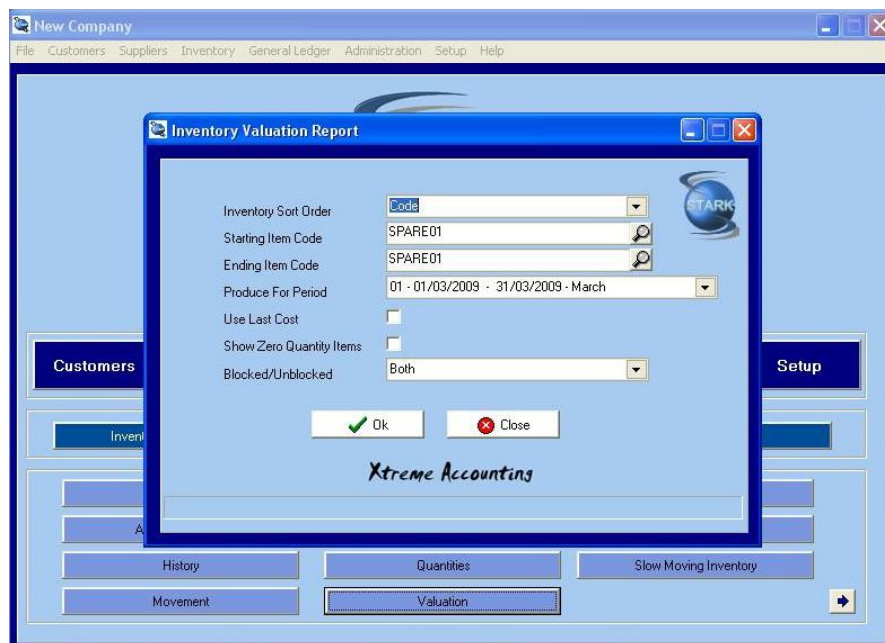 New Company
File Customers Suppliers Inventory General Ledger Administration Setup Help
Inventory Valuation Report
STARK
Inventory Sort Order Code
Starting Item Code SPARE01
Ending Item Code SPARE01
Produce For Period 01 - 01/03/2009 - 31/03/2009 - March
Use Last Cost
Show Zero Quantity Items
Blocked/Unblocked Both
Customers Setup
Ok Close
Xtreme Accounting
History Quantities Slow Moving Inventory
Movement Valuation